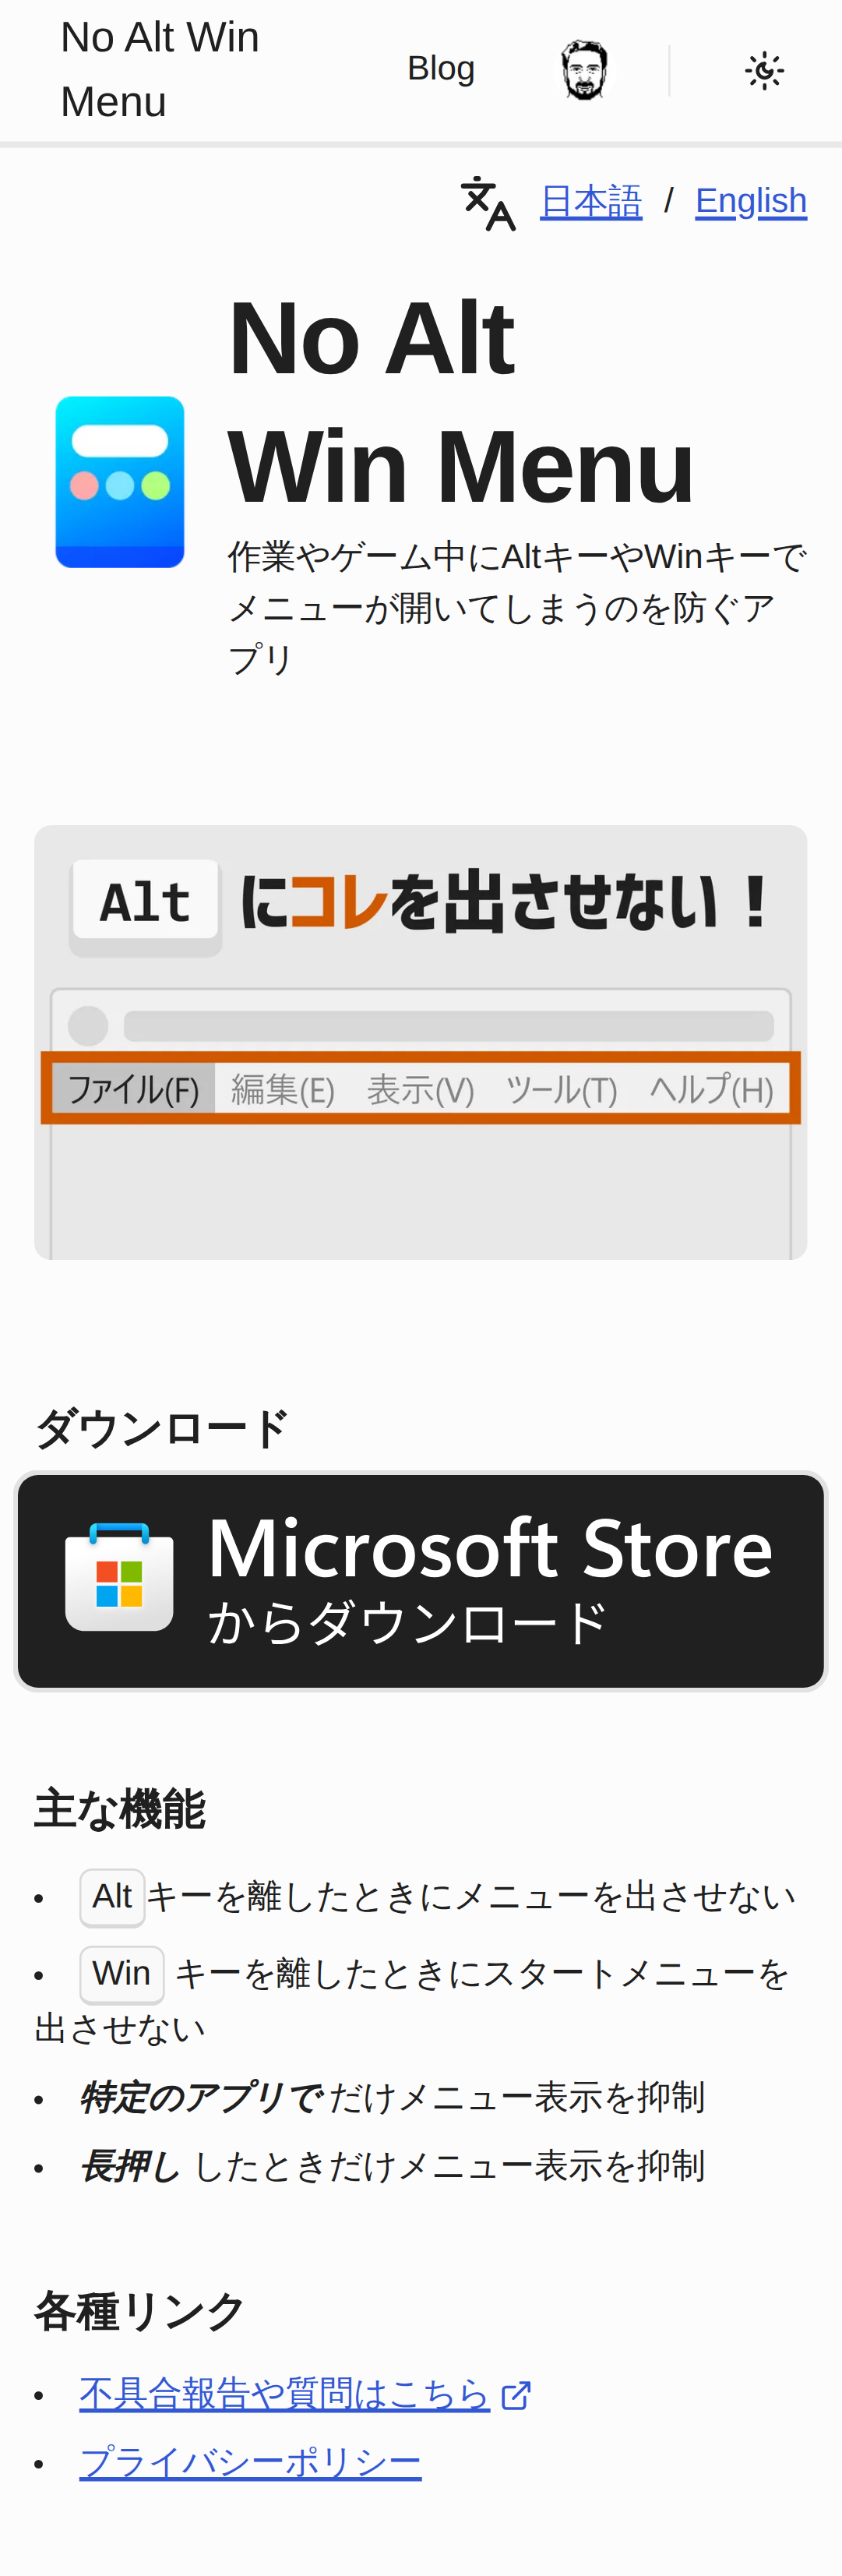 No Alt Win
Menu
Blog
日本語 / English
No Alt
Win Menu
作業やゲーム中にAltキーやWinキーで
メニューが開いてしまうのを防ぐア
プリ
Alt にコレを出させない！
ファイル(F) 編集(E) 表示(V) ツール(T) ヘルプ(H)
ダウンロード
Microsoft Store
からダウンロード
主な機能
• Alt キーを離したときにメニューを出させない
• Win キーを離したときにスタートメニューを
出させない
• 特定のアプリで だけメニュー表示を抑制
• 長押し したときだけメニュー表示を抑制
各種リンク
• 不具合報告や質問はこちら
• プライバシーポリシー